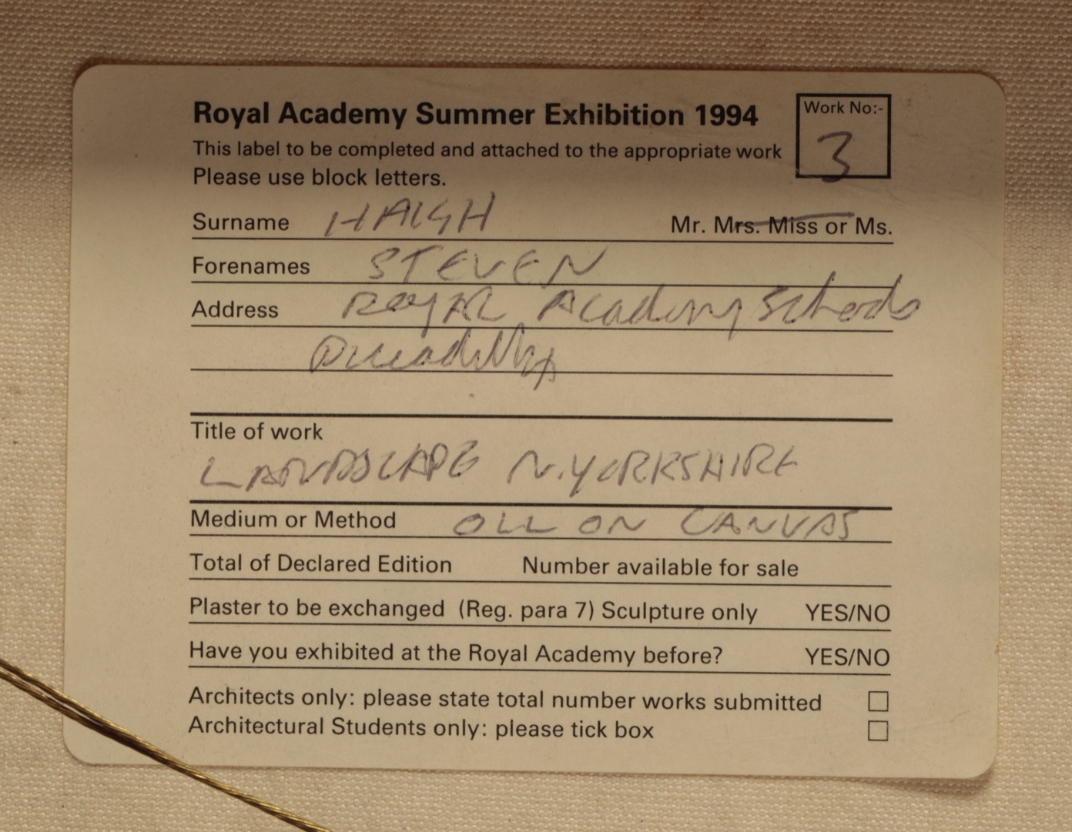 Royal Academy Summer Exhibition 1994
Work No:-
3
This label to be completed and attached to the appropriate work
Please use block letters.
Surname HAIGH Mr. Mrs. Miss or Ms.
Forenames STEVEN
Address ROYAL Academy Schools
Piccadilly
Title of work
LANDSCAPE N.YORKSHIRE
Medium or Method OIL ON CANVAS
Total of Declared Edition Number available for sale
Plaster to be exchanged (Reg. para 7) Sculpture only YES/NO
Have you exhibited at the Royal Academy before? YES/NO
Architects only: please state total number works submitted
Architectural Students only: please tick box